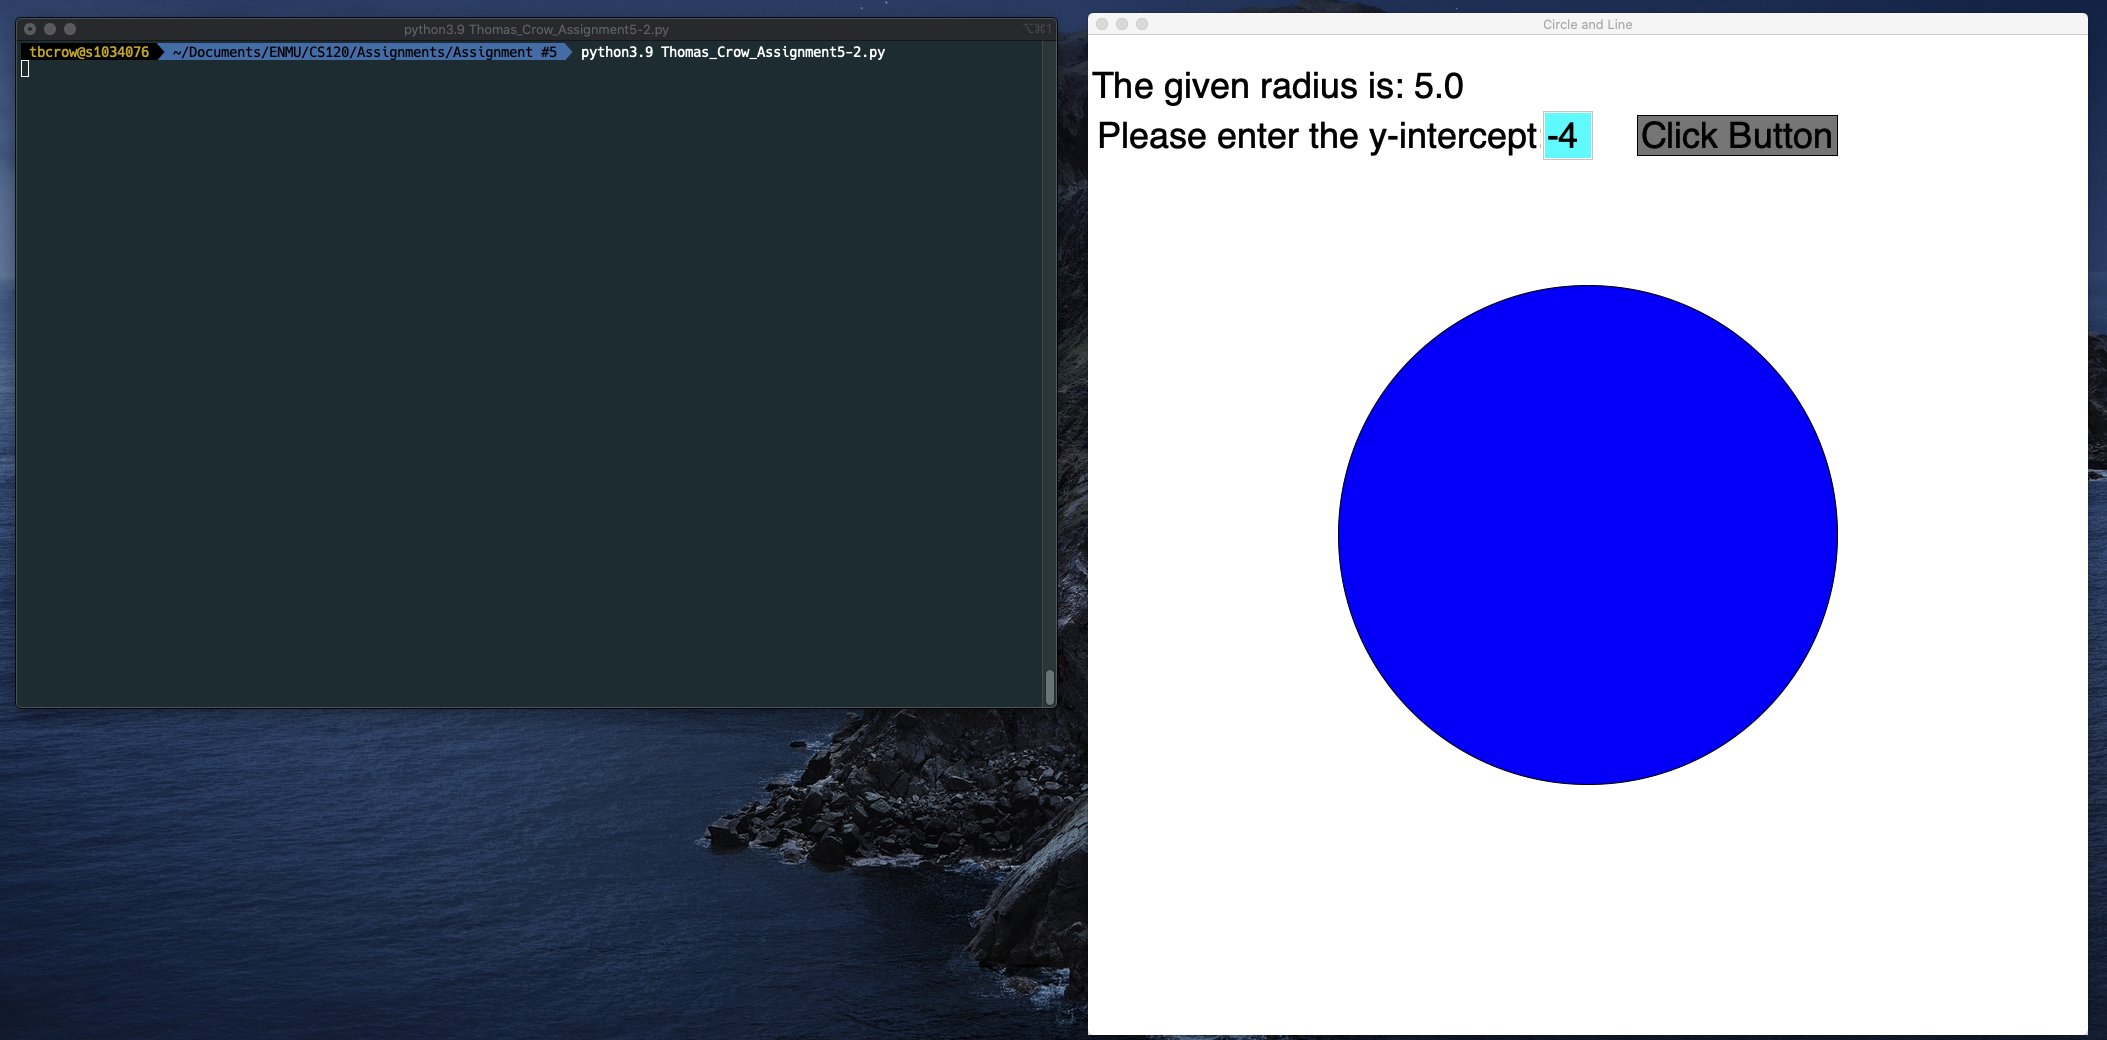 python3.9 Thomas_Crow_Assignment5-2.py
⌥⌘1
tbcrow@s1034076 ~/Documents/ENMU/CS120/Assignments/Assignment #5 python3.9 Thomas_Crow_Assignment5-2.py
Circle and Line
The given radius is: 5.0
Please enter the y-intercept: -4 Click Button